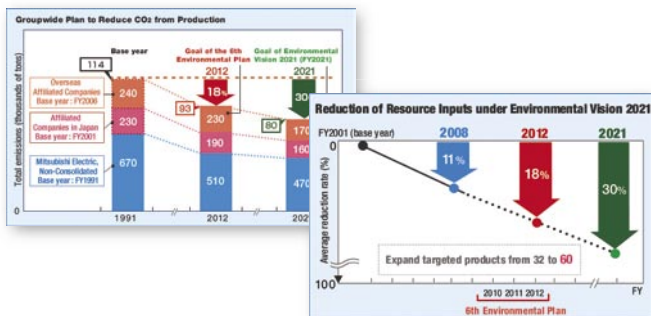 Groupwide Plan to Reduce CO2 from Production
Base year
Goal of the 6th
Environmental Plan
Goal of Environmental
Vision 2021 (FY2021)
114
2012
2021
18%
30
Overseas
Affiliated Companies
Base year : FY2006
240
93
230
80
170
Affiliated
Companies in Japan
Base year : FY2001
230
190
160
Mitsubishi Electric,
Non-Consolidated
Base year : FY1991
670
510
470
Total emissions (thousands of tons)
0
1991
2012
Reduction of Resource Inputs under Environmental Vision 2021
FY2001 (base year)
2008
2012
2021
0
11%
18%
30%
Average reduction rate (%)
Expand targeted products from 32 to 60
100
2010 2011 2012
FY
6th Environmental Plan